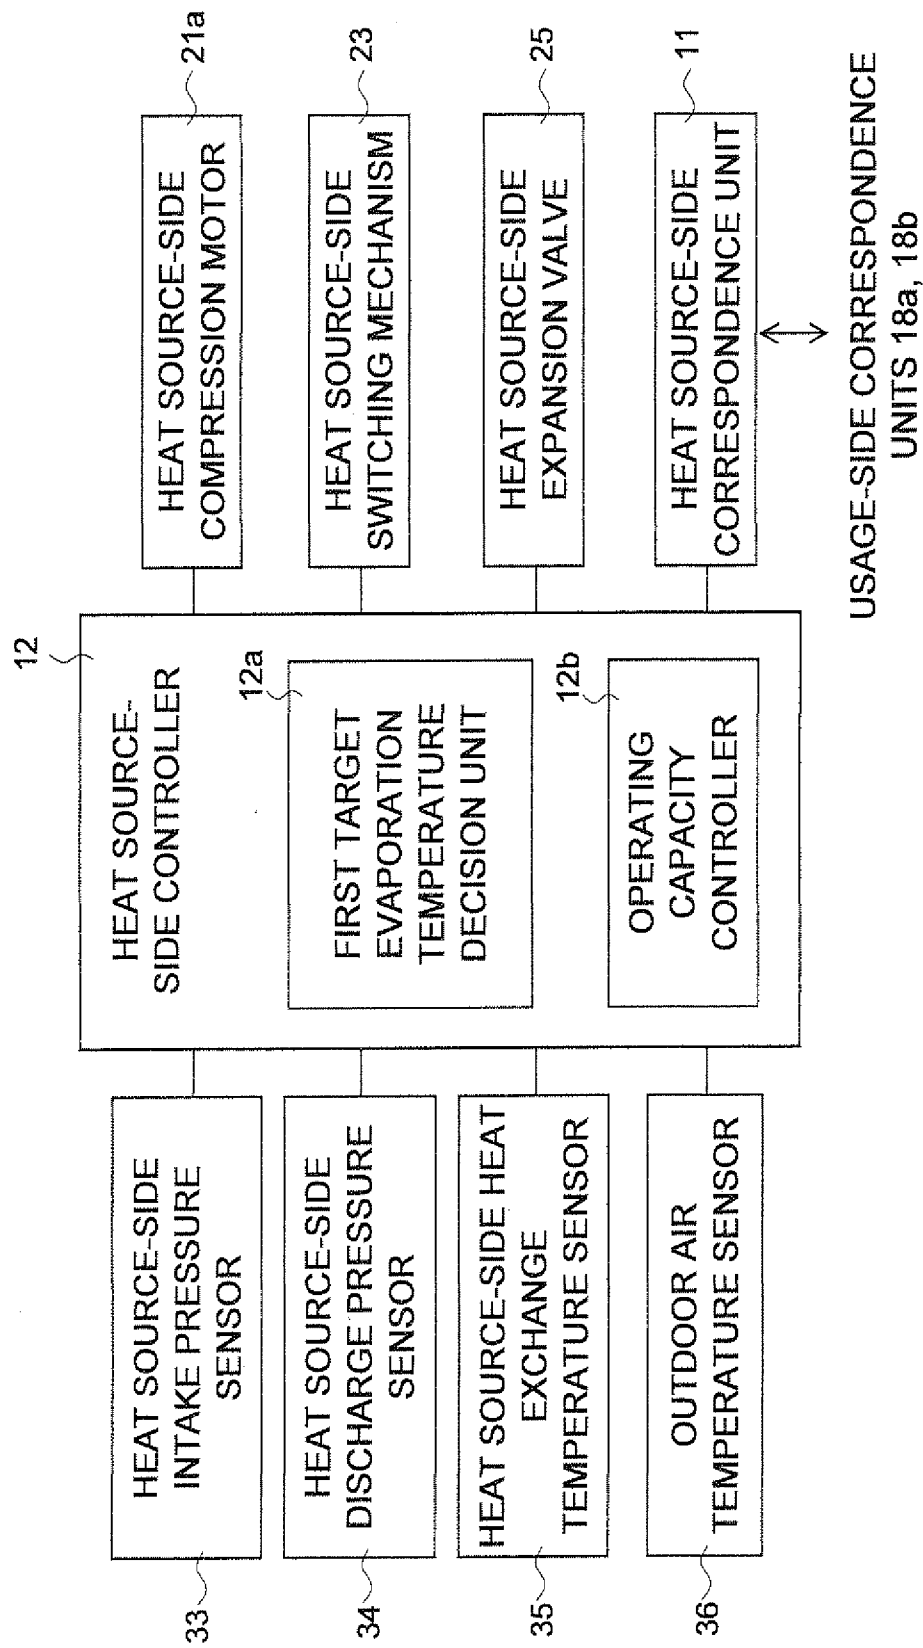 33
HEAT SOURCE-SIDE
INTAKE PRESSURE
SENSOR
34
HEAT SOURCE-SIDE
DISCHARGE PRESSURE
SENSOR
35
HEAT SOURCE-SIDE HEAT
EXCHANGE
TEMPERATURE SENSOR
36
OUTDOOR AIR
TEMPERATURE SENSOR
12
HEAT SOURCE-
SIDE CONTROLLER
12a
FIRST TARGET
EVAPORATION
TEMPERATURE
DECISION UNIT
12b
OPERATING
CAPACITY
CONTROLLER
HEAT SOURCE-SIDE
COMPRESSION MOTOR
21a
HEAT SOURCE-SIDE
SWITCHING MECHANISM
23
HEAT SOURCE-SIDE
EXPANSION VALVE
25
HEAT SOURCE-SIDE
CORRESPONDENCE UNIT
11
USAGE-SIDE CORRESPONDENCE
UNITS 18a, 18b